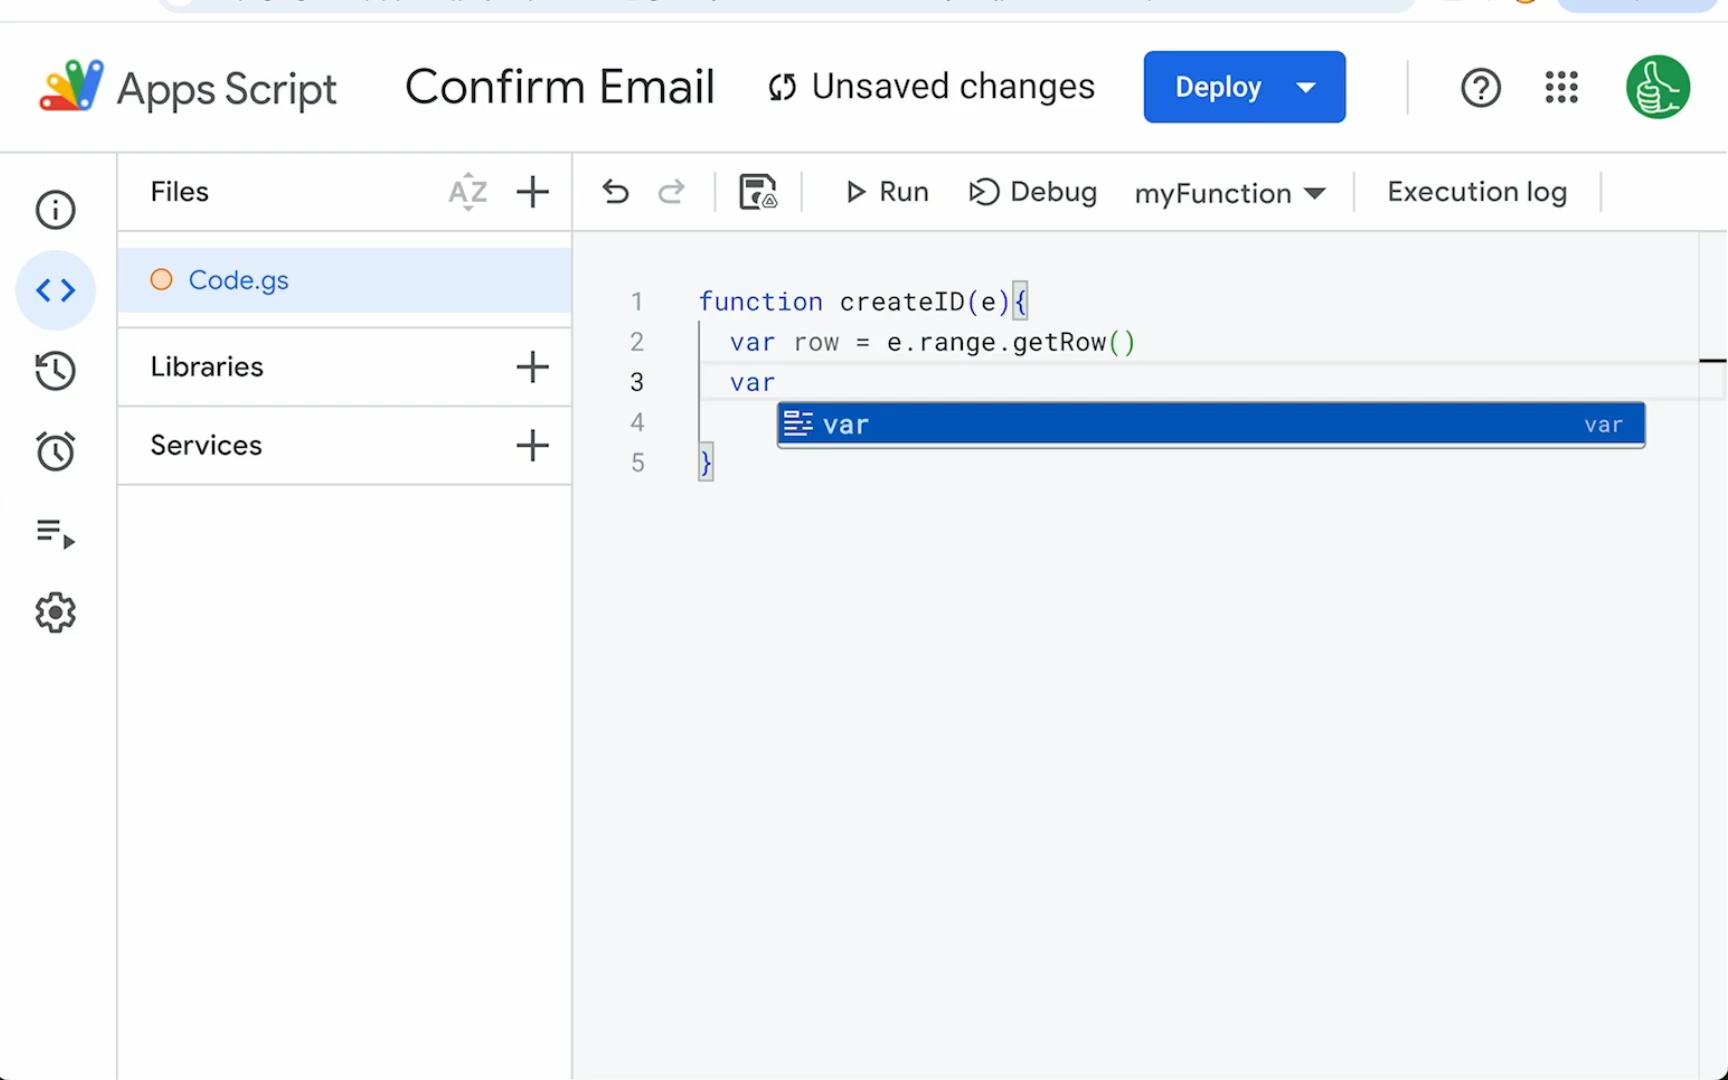 Apps Script
Confirm Email
Unsaved changes
Deploy
Files
AZ
Run
Debug
myFunction
Execution log
Code.gs
Libraries
Services
1 function createID(e){
2 var row = e.range.getRow()
3 var
var var
4
5 }